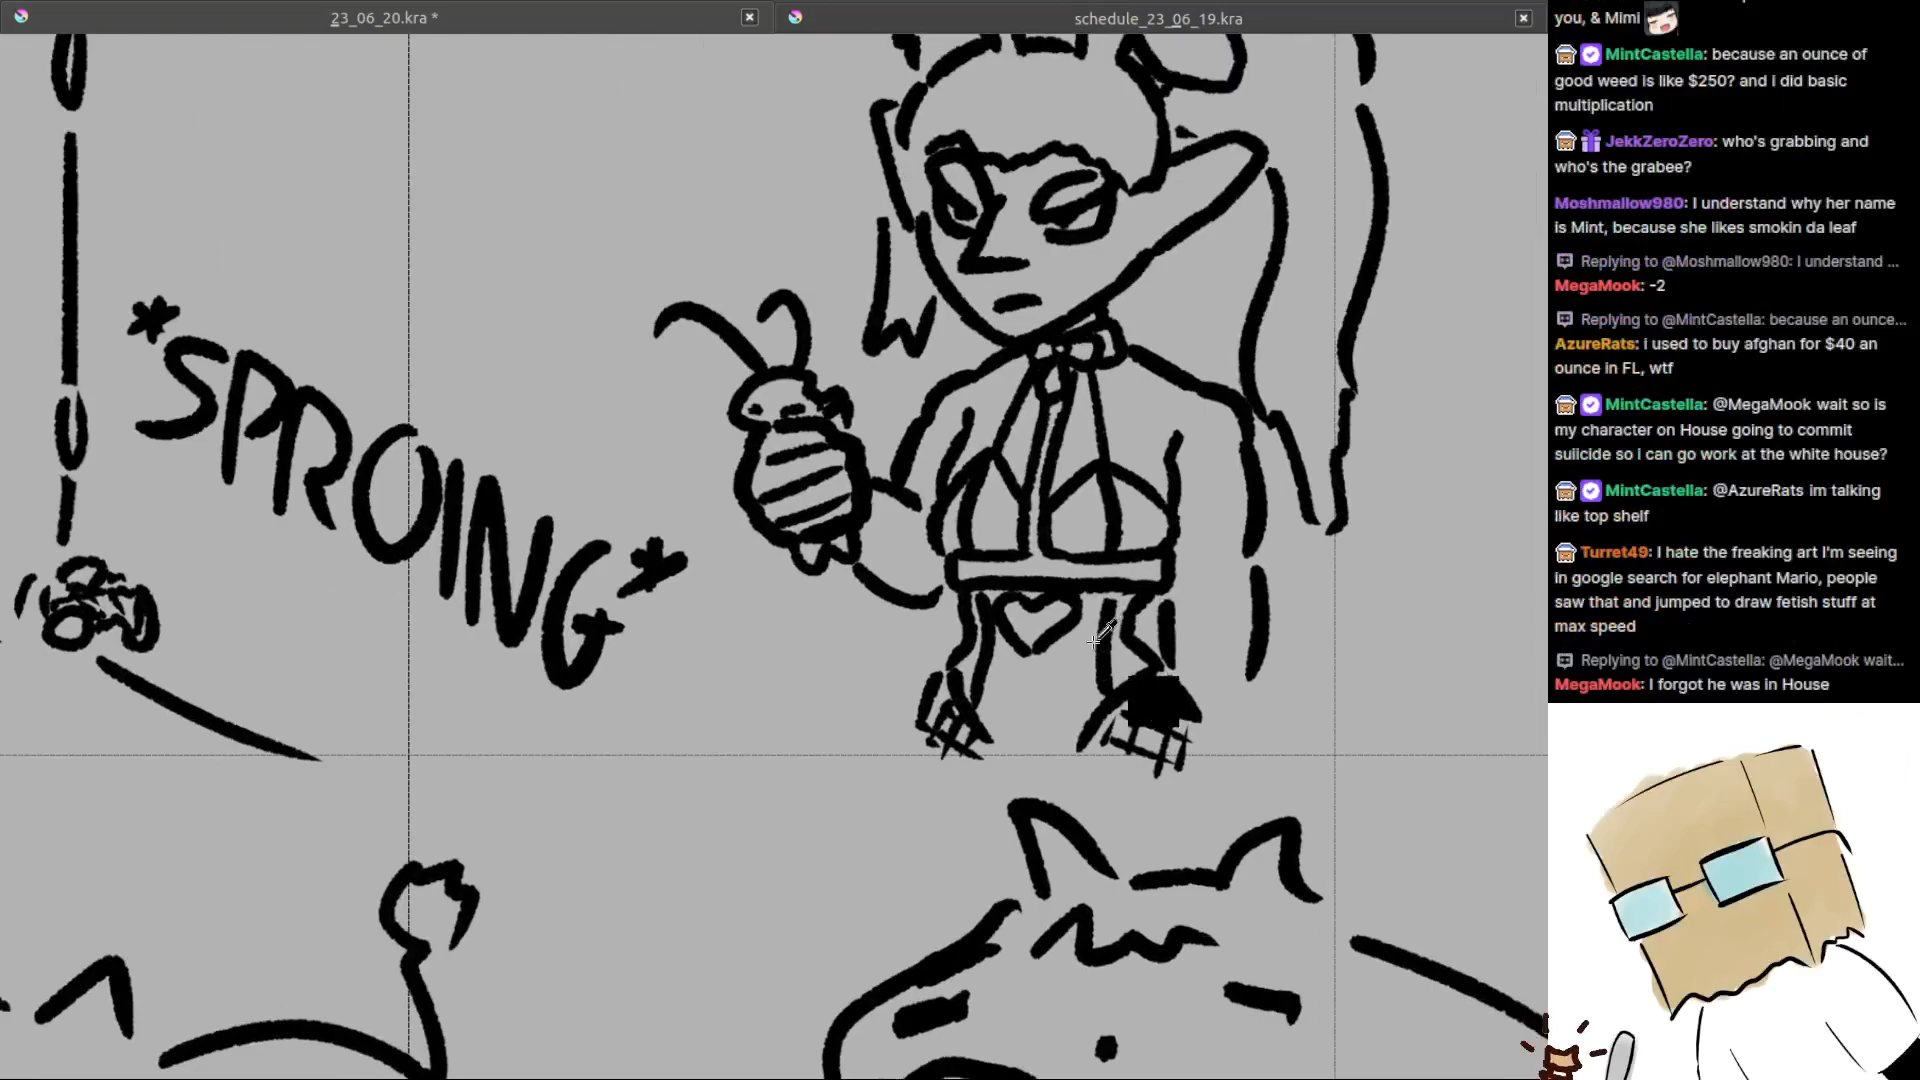 23_06_20.kra *
schedule_23_06_19.kra
you, & Mimi
MintCastella: because an ounce of
good weed is like $250? and i did basic
multiplication
JekkZeroZero: who's grabbing and
who's the grabee?
Moshmallow980: I understand why her name
is Mint, because she likes smokin da leaf
Replying to @Moshmallow980: I understand ...
MegaMook: -2
Replying to @MintCastella: because an ounce...
AzureRats: i used to buy afghan for $40 an
ounce in FL, wtf
MintCastella: @MegaMook wait so is
my character on House going to commit
suiicide so i can go work at the white house?
MintCastella: @AzureRats im talking
like top shelf
Turret49: I hate the freaking art I'm seeing
in google search for elephant Mario, people
saw that and jumped to draw fetish stuff at
max speed
Replying to @MintCastella: @MegaMook wait...
MegaMook: I forgot he was in House
*SPROING*